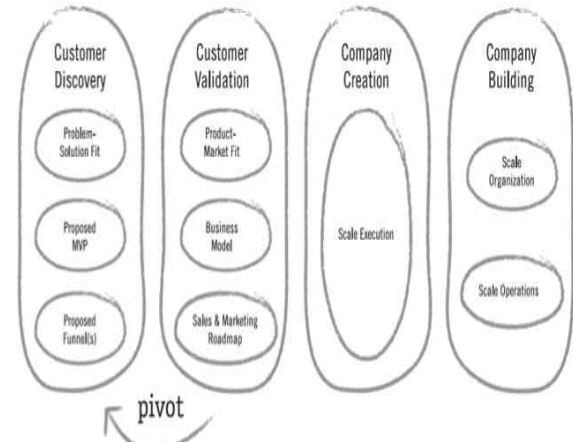 Customer
Discovery
Problem-
Solution Fit
Proposed
MVP
Proposed
Funnel(s)
Customer
Validation
Product-
Market Fit
Business
Model
Sales & Marketing
Roadmap
Company
Creation
Scale Execution
Company
Building
Scale
Organization
Scale Operations
pivot